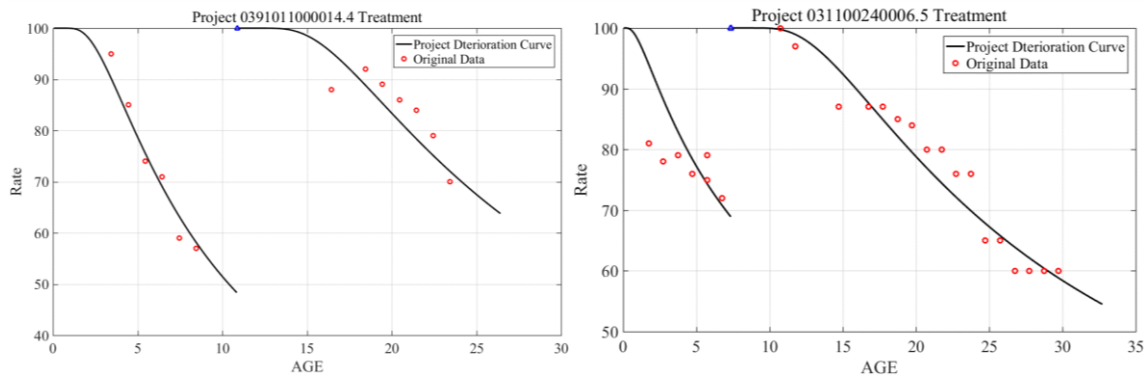 Project 0391011000014.4 Treatment
100
90
80
70
60
50
40
Rate
Project Dterioration Curve
Original Data
0 5 10 15 20 25 30
AGE
Project 031100240006.5 Treatment
100
90
80
70
60
50
Rate
Project Dterioration Curve
Original Data
0 5 10 15 20 25 30 35
AGE